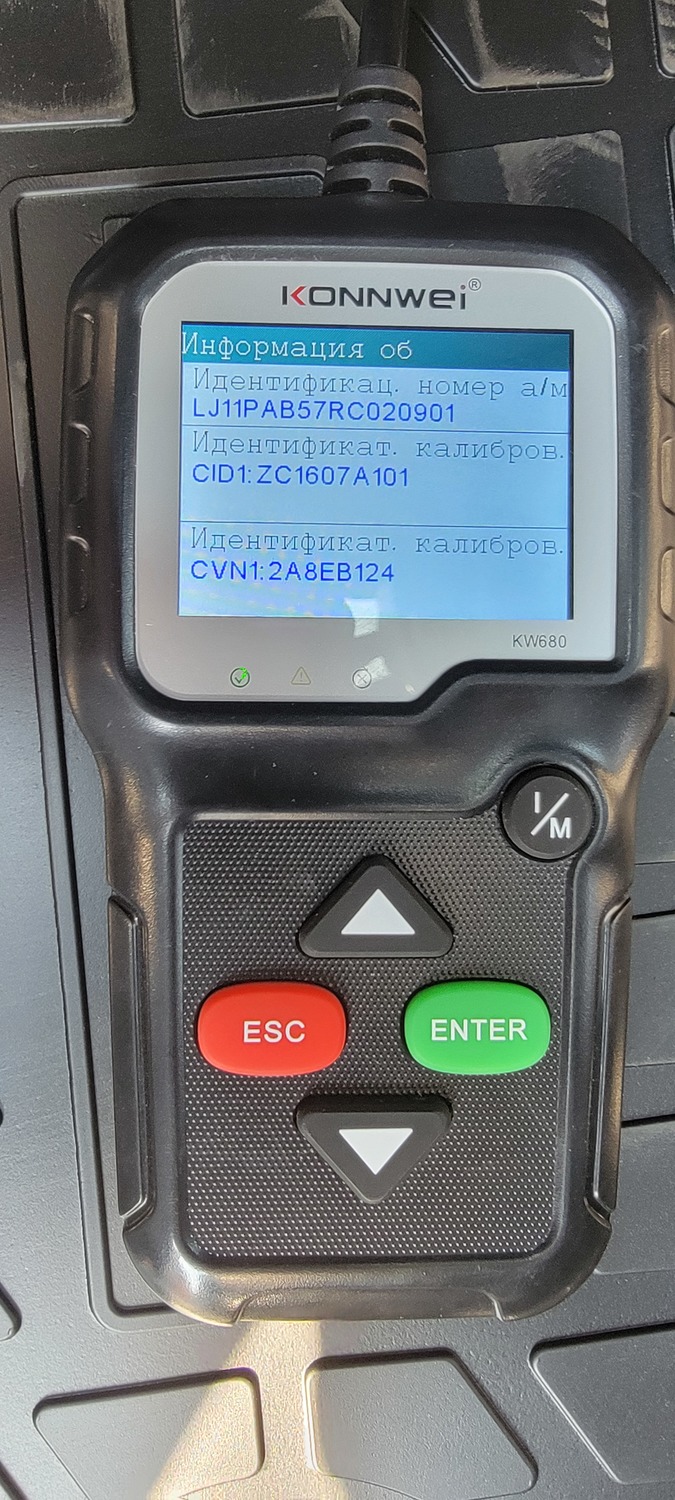 KONNWEI®
Информация об
Идентификац. номер а/м
LJ11PAB57RC020901
Идентификат. калибров.
CID1:ZC1607A101
Идентификат. калибров.
CVN1:2A8EB124
KW680
I/M
ESC
ENTER